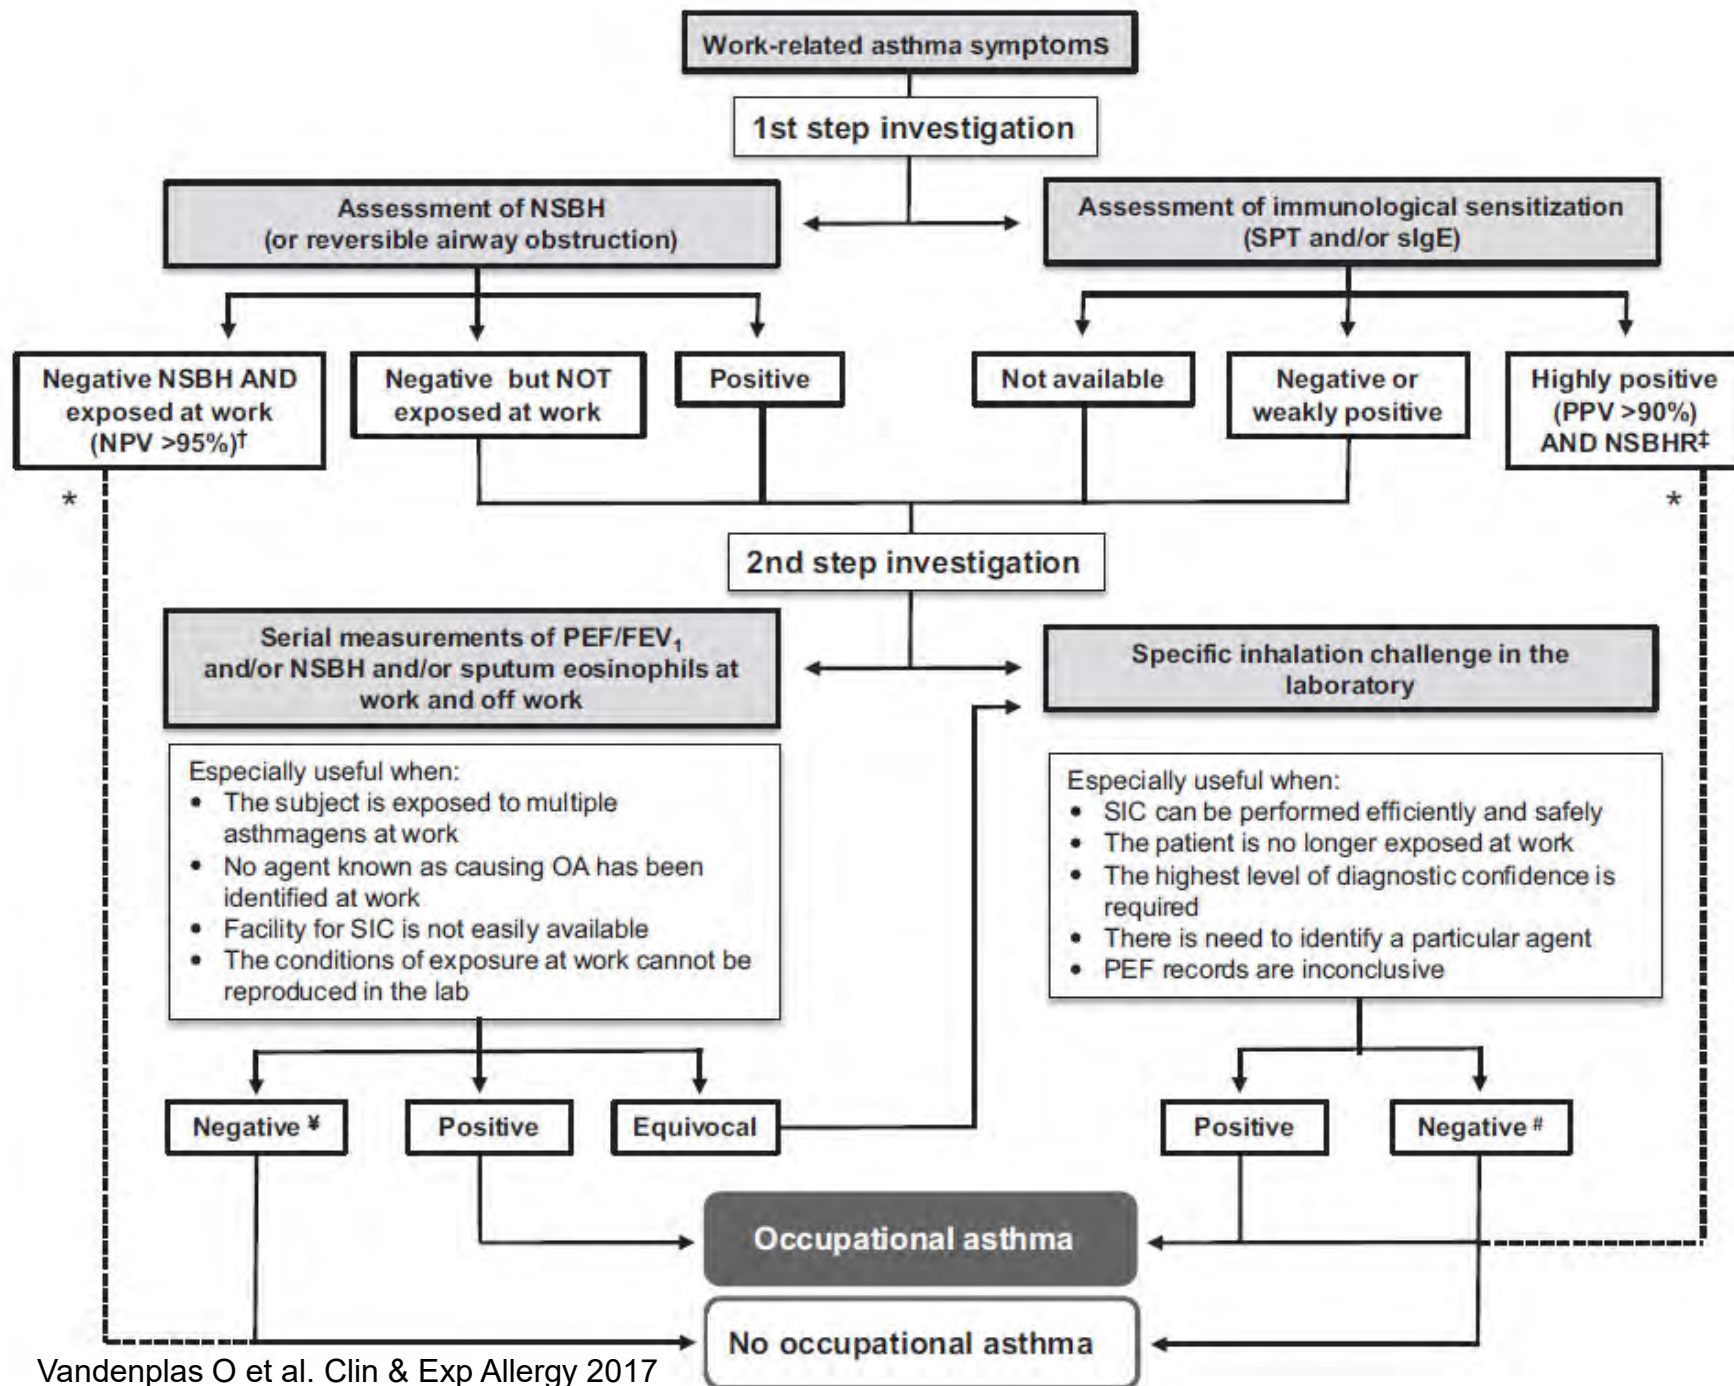 Work-related asthma symptoms
1st step investigation
Assessment of NSBH
(or reversible airway obstruction)
Assessment of immunological sensitization
(SPT and/or sIgE)
Negative NSBH AND
exposed at work
(NPV >95%)†
*
Negative but NOT
exposed at work
Positive
Not available
Negative or
weakly positive
Highly positive
(PPV >90%)
AND NSBHR‡
*
2nd step investigation
Serial measurements of PEF/FEV₁
and/or NSBH and/or sputum eosinophils at
work and off work
Specific inhalation challenge in the
laboratory
Especially useful when:
• The subject is exposed to multiple
asthmagens at work
• No agent known as causing OA has been
identified at work
• Facility for SIC is not easily available
• The conditions of exposure at work cannot be
reproduced in the lab
Especially useful when:
• SIC can be performed efficiently and safely
• The patient is no longer exposed at work
• The highest level of diagnostic confidence is
required
• There is need to identify a particular agent
• PEF records are inconclusive
Negative ¥
Positive
Equivocal
Positive
Negative #
Occupational asthma
No occupational asthma
Vandenplas O et al. Clin & Exp Allergy 2017